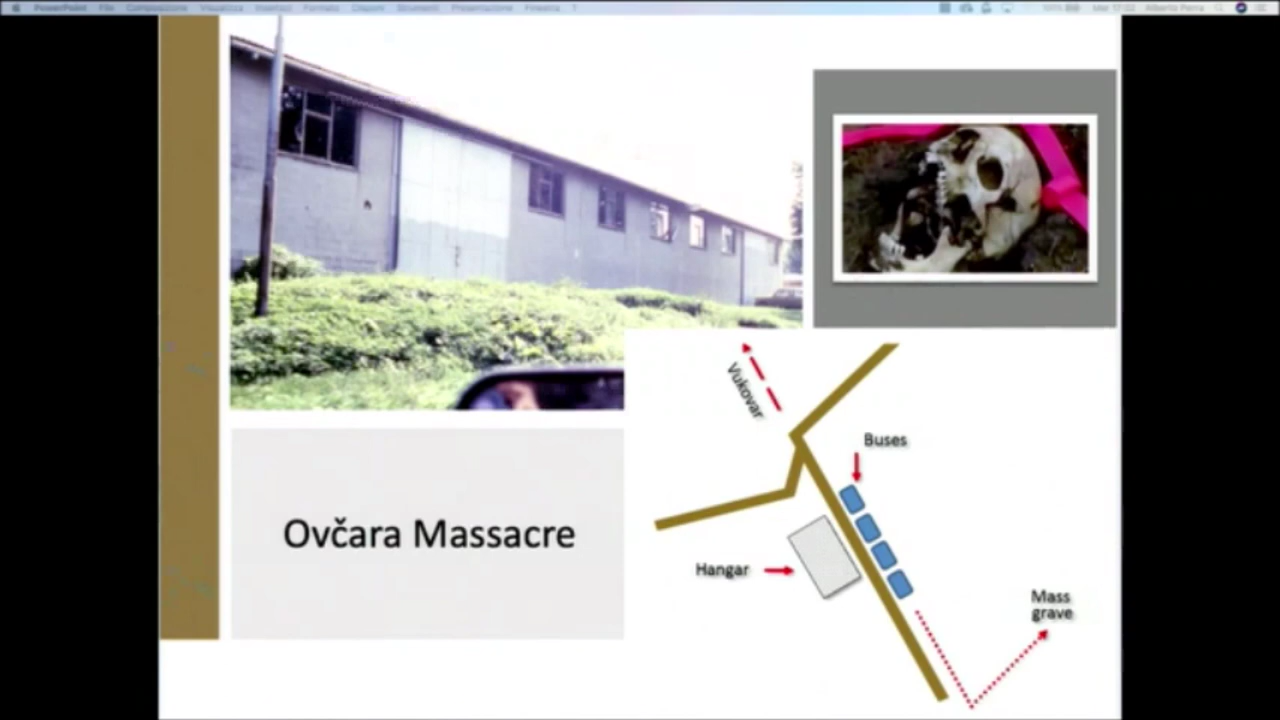 PowerPoint File Composizione Visualizza Inserisci Formato Disponi Strumenti Presentazione Finestra ?
Ovčara Massacre
Vukovar
Buses
Hangar
Mass
grave